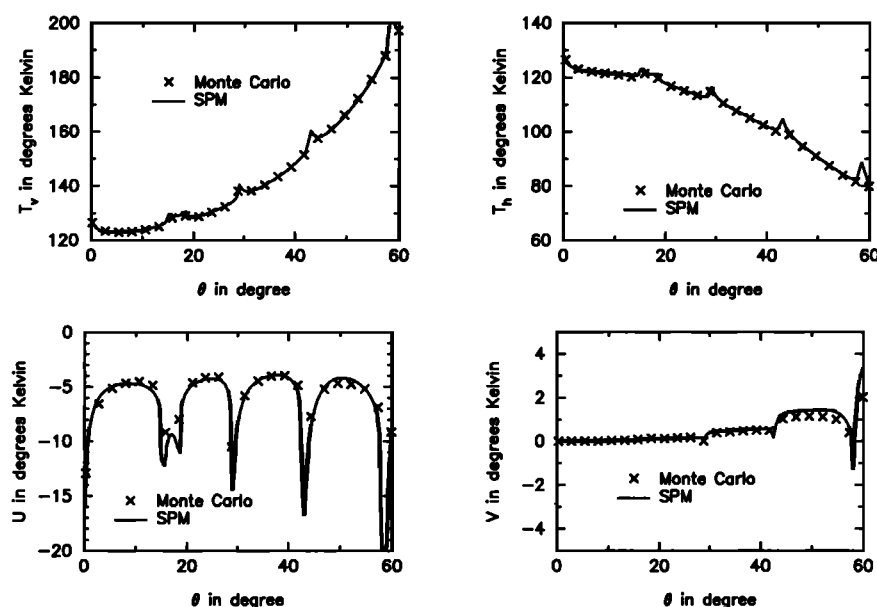 200
180
160
140
120
T_v in degrees Kelvin
× Monte Carlo
— SPM
0 20 40 60
θ in degree
140
120
100
80
60
T_h in degrees Kelvin
× Monte Carlo
— SPM
0 20 40 60
θ in degree
0
-5
-10
-15
-20
U in degrees Kelvin
× Monte Carlo
— SPM
0 20 40 60
θ in degree
4
2
0
-2
-4
V in degrees Kelvin
× Monte Carlo
— SPM
0 20 40 60
θ in degree